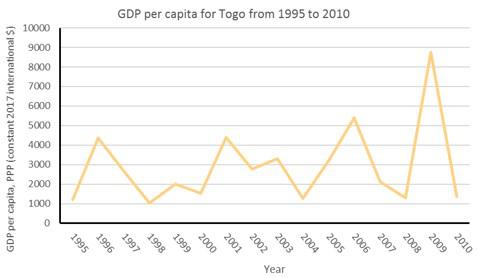 GDP per capita for Togo from 1995 to 2010
GDP per capita, PPP (constant 2017 international $)
10000
9000
8000
7000
6000
5000
4000
3000
2000
1000
0
1995 1996 1997 1998 1999 2000 2001 2002 2003 2004 2005 2006 2007 2008 2009 2010
Year